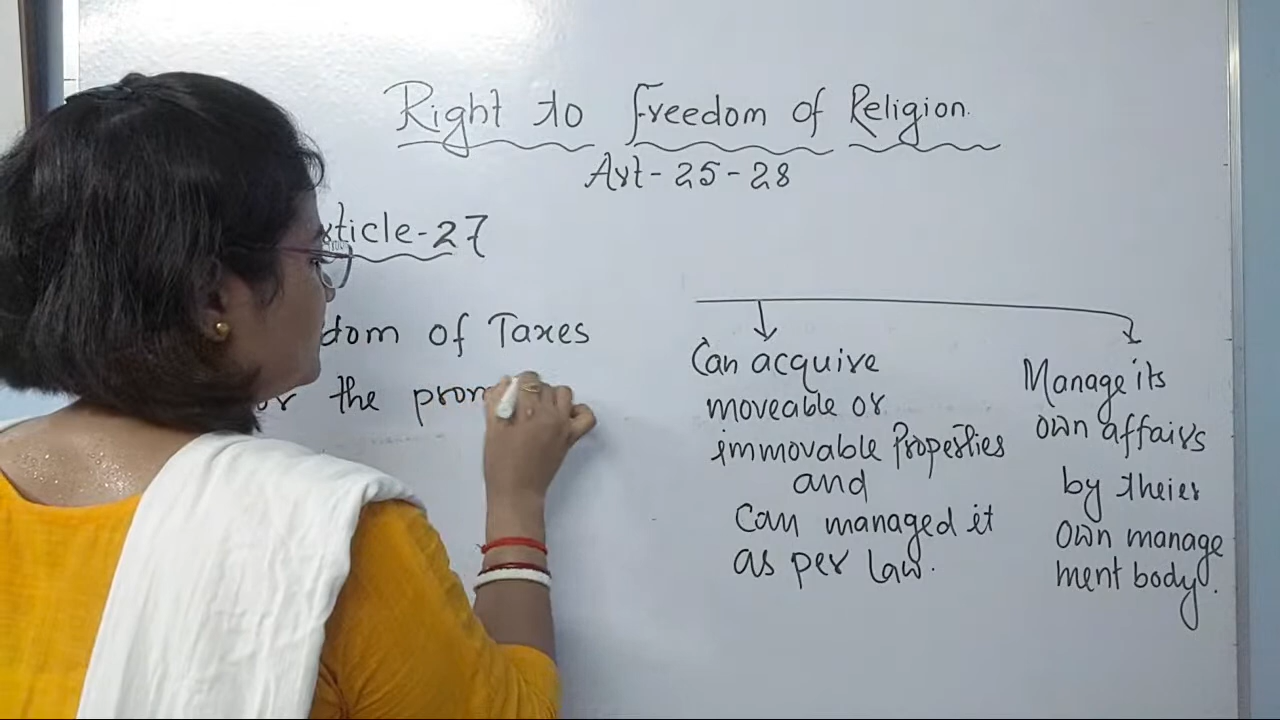 Right to Freedom of Religion.
Art-25-28
rticle-27
dom of Taxes
the prom
Can acquire
moveable or
immovable Properties
and
Can managed it
as per law.
Manage its
own affairs
by theier
own manage
ment body.